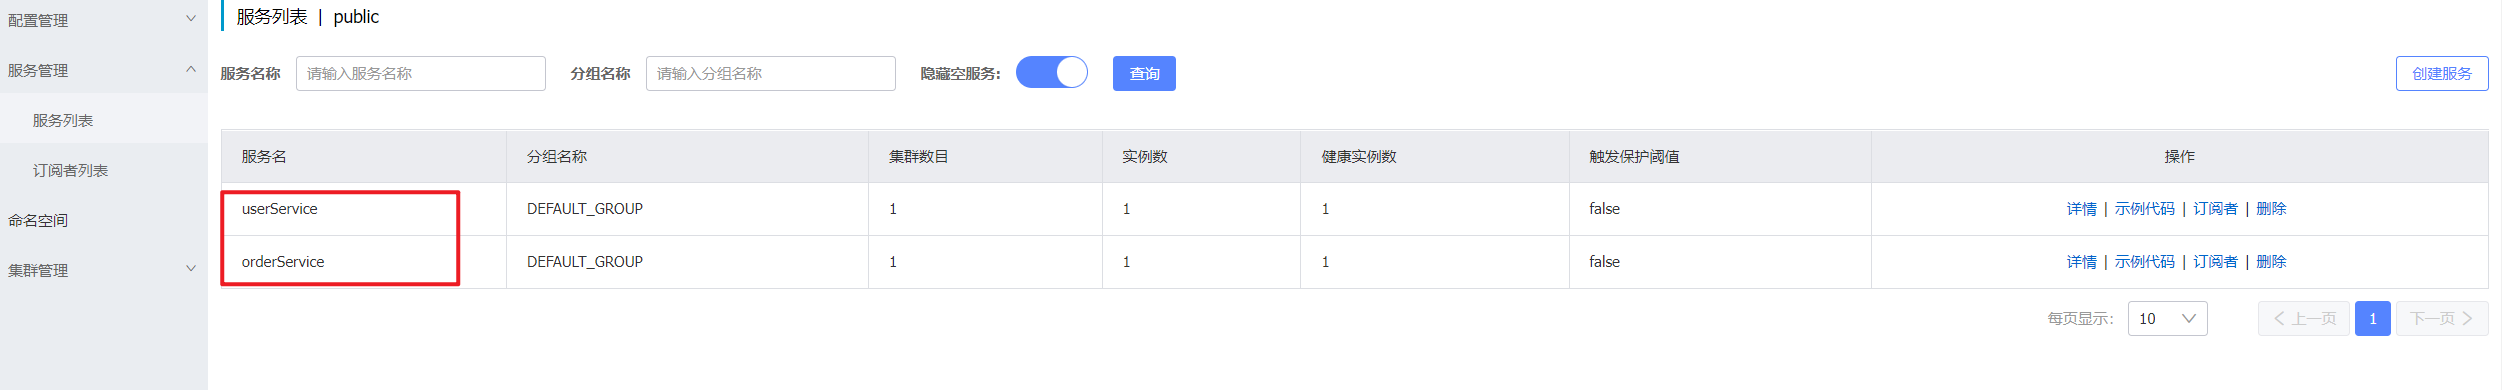 配置管理
服务管理
服务列表
订阅者列表
命名空间
集群管理
服务列表 | public
服务名称 请输入服务名称 分组名称 请输入分组名称 隐藏空服务: 查询 创建服务
服务名 分组名称 集群数目 实例数 健康实例数 触发保护阈值 操作
userService DEFAULT_GROUP 1 1 1 false 详情 | 示例代码 | 订阅者 | 删除
orderService DEFAULT_GROUP 1 1 1 false 详情 | 示例代码 | 订阅者 | 删除
每页显示: 10 上一页 1 下一页